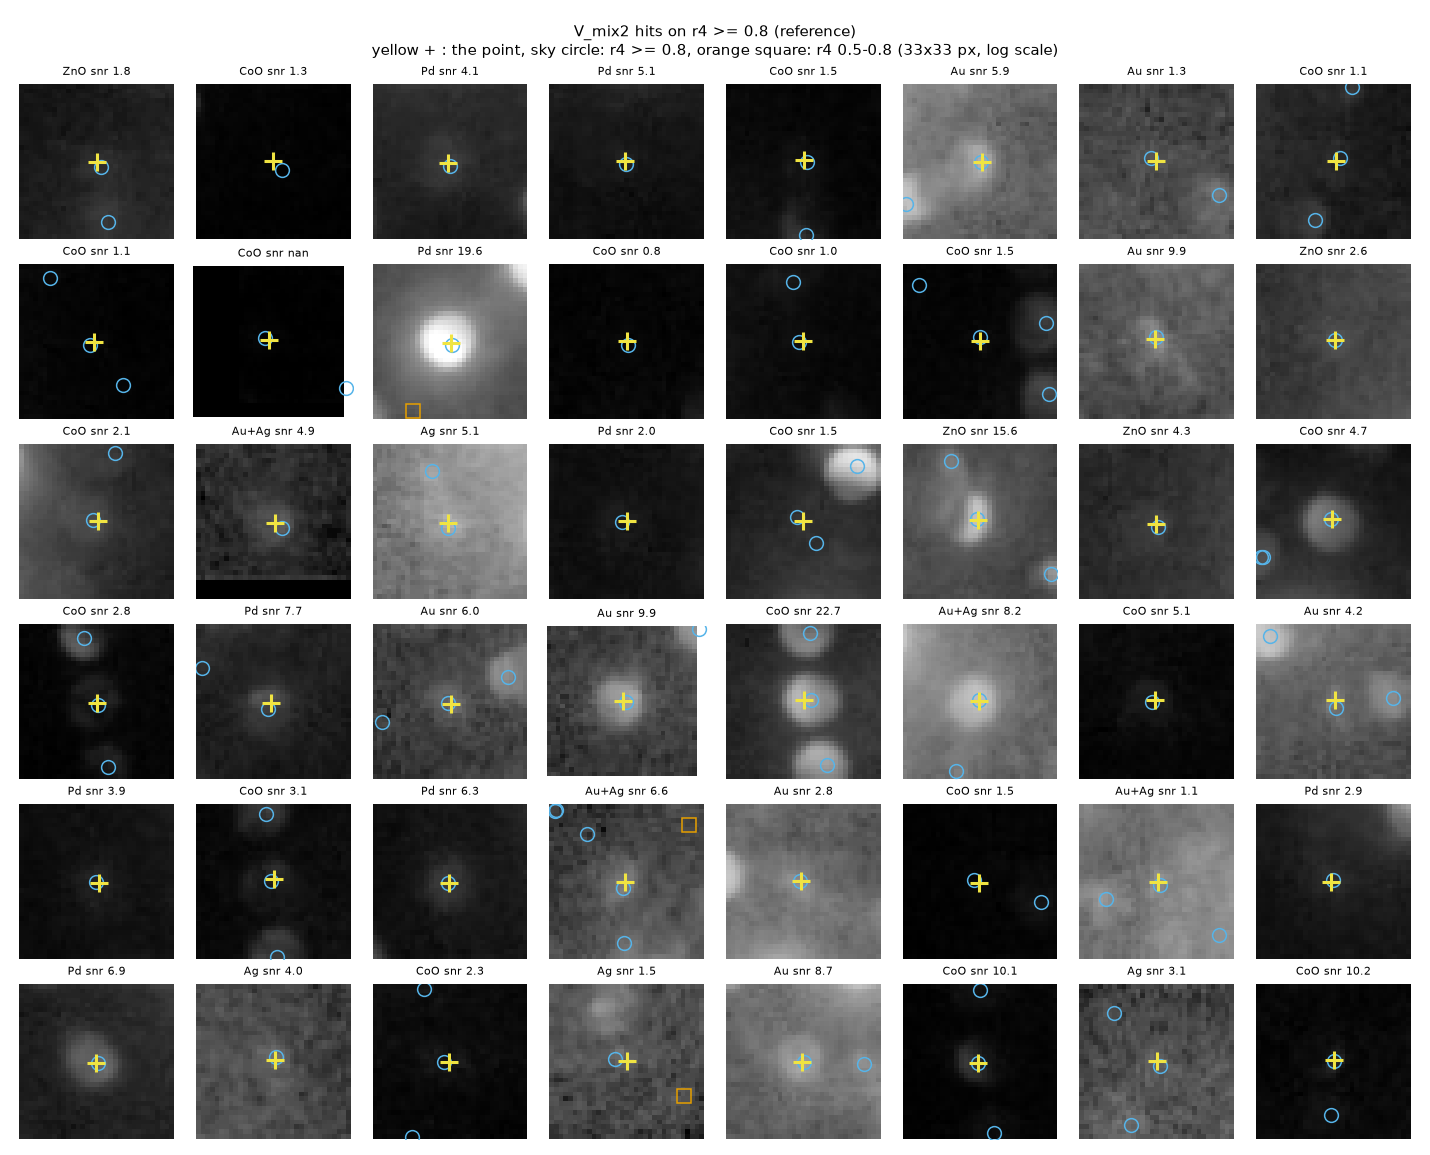 V_mix2 hits on r4 >= 0.8 (reference)
yellow + : the point, sky circle: r4 >= 0.8, orange square: r4 0.5-0.8 (33x33 px, log scale)
ZnO snr 1.8
CoO snr 1.3
Pd snr 4.1
Pd snr 5.1
CoO snr 1.5
Au snr 5.9
Au snr 1.3
CoO snr 1.1
CoO snr 1.1
CoO snr nan
Pd snr 19.6
CoO snr 0.8
CoO snr 1.0
CoO snr 1.5
Au snr 9.9
ZnO snr 2.6
CoO snr 2.1
Au+Ag snr 4.9
Ag snr 5.1
Pd snr 2.0
CoO snr 1.5
ZnO snr 15.6
ZnO snr 4.3
CoO snr 4.7
CoO snr 2.8
Pd snr 7.7
Au snr 6.0
Au snr 9.9
CoO snr 22.7
Au+Ag snr 8.2
CoO snr 5.1
Au snr 4.2
Pd snr 3.9
CoO snr 3.1
Pd snr 6.3
Au+Ag snr 6.6
Au snr 2.8
CoO snr 1.5
Au+Ag snr 1.1
Pd snr 2.9
Pd snr 6.9
Ag snr 4.0
CoO snr 2.3
Ag snr 1.5
Au snr 8.7
CoO snr 10.1
Ag snr 3.1
CoO snr 10.2